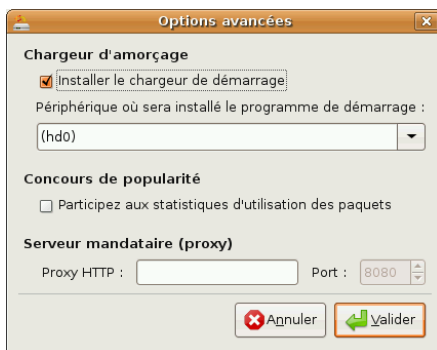 Options avancées
Chargeur d'amorçage
Installer le chargeur de démarrage
Périphérique où sera installé le programme de démarrage :
(hd0)
Concours de popularité
Participez aux statistiques d'utilisation des paquets
Serveur mandataire (proxy)
Proxy HTTP : Port : 8080
Annuler Valider